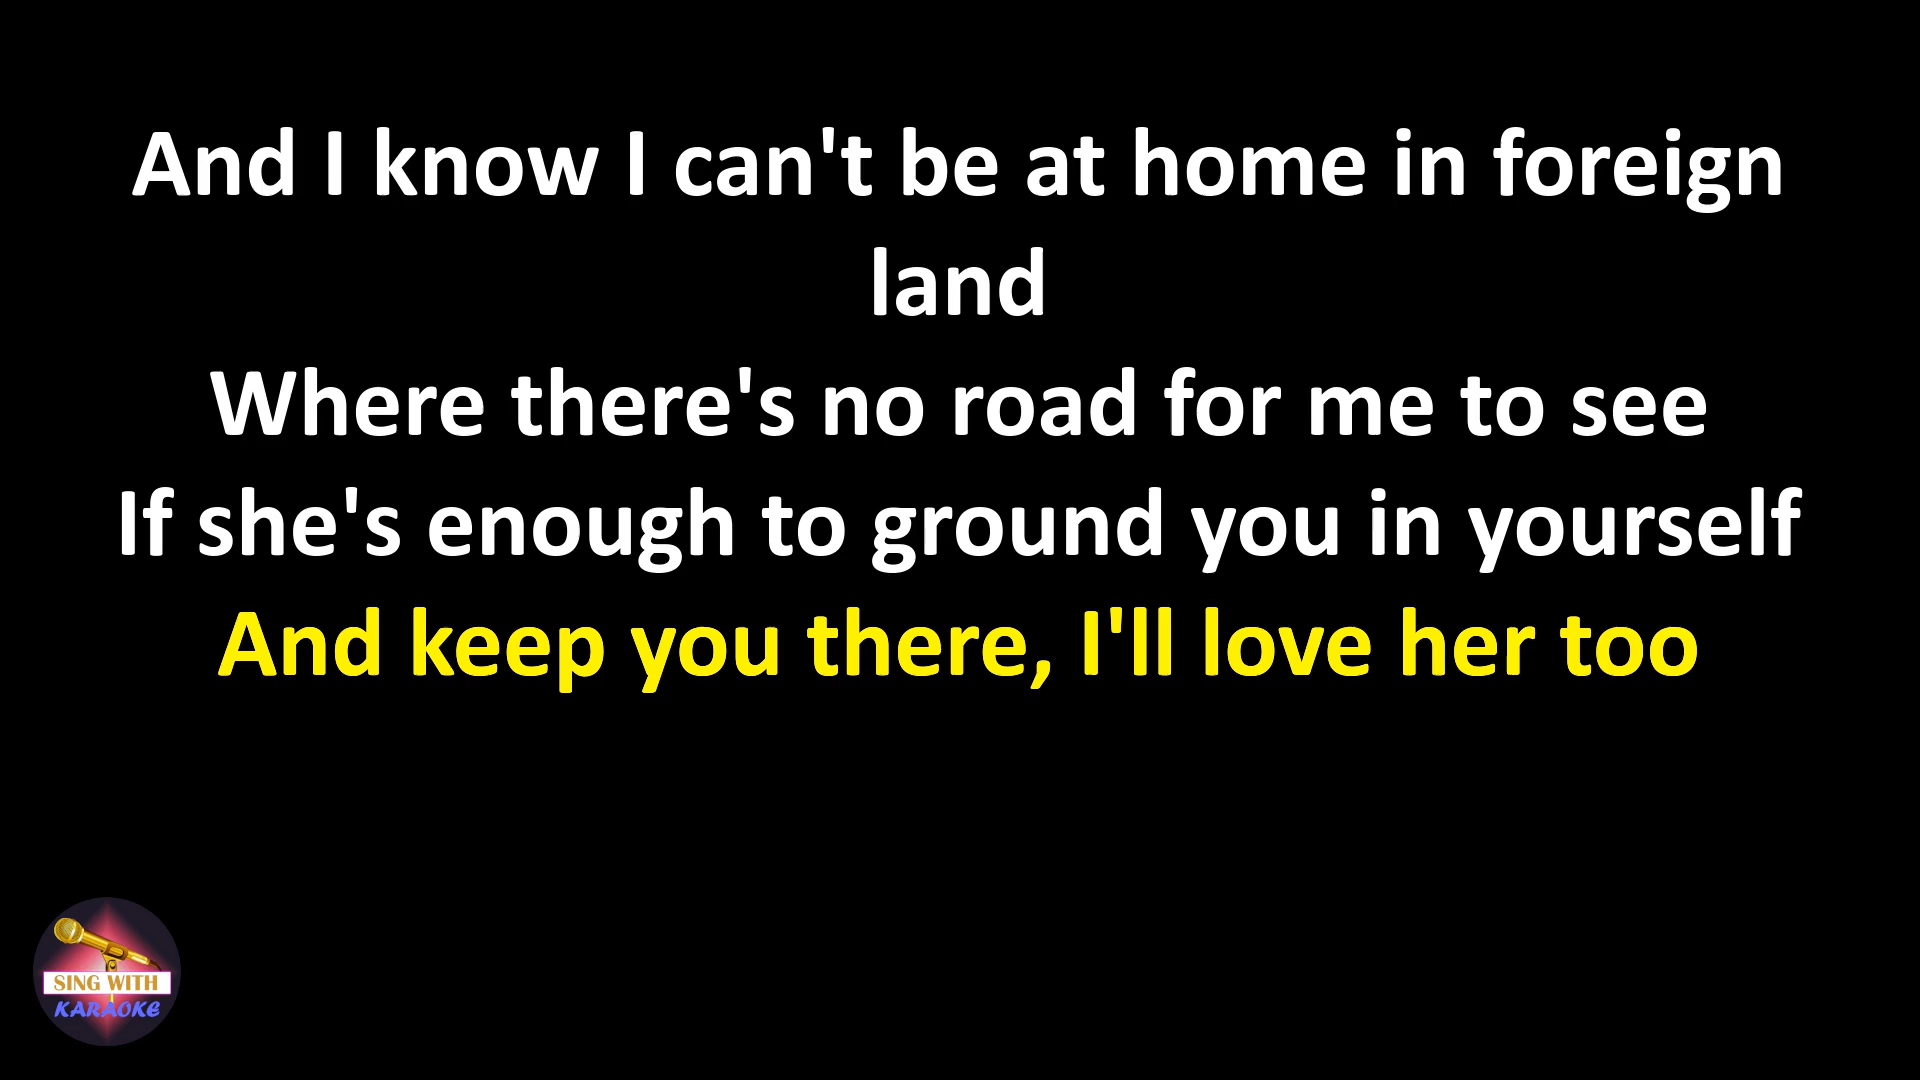 And I know I can't be at home in foreign
land
Where there's no road for me to see
If she's enough to ground you in yourself
And keep you there, I'll love her too
SING WITH
KARAOKE